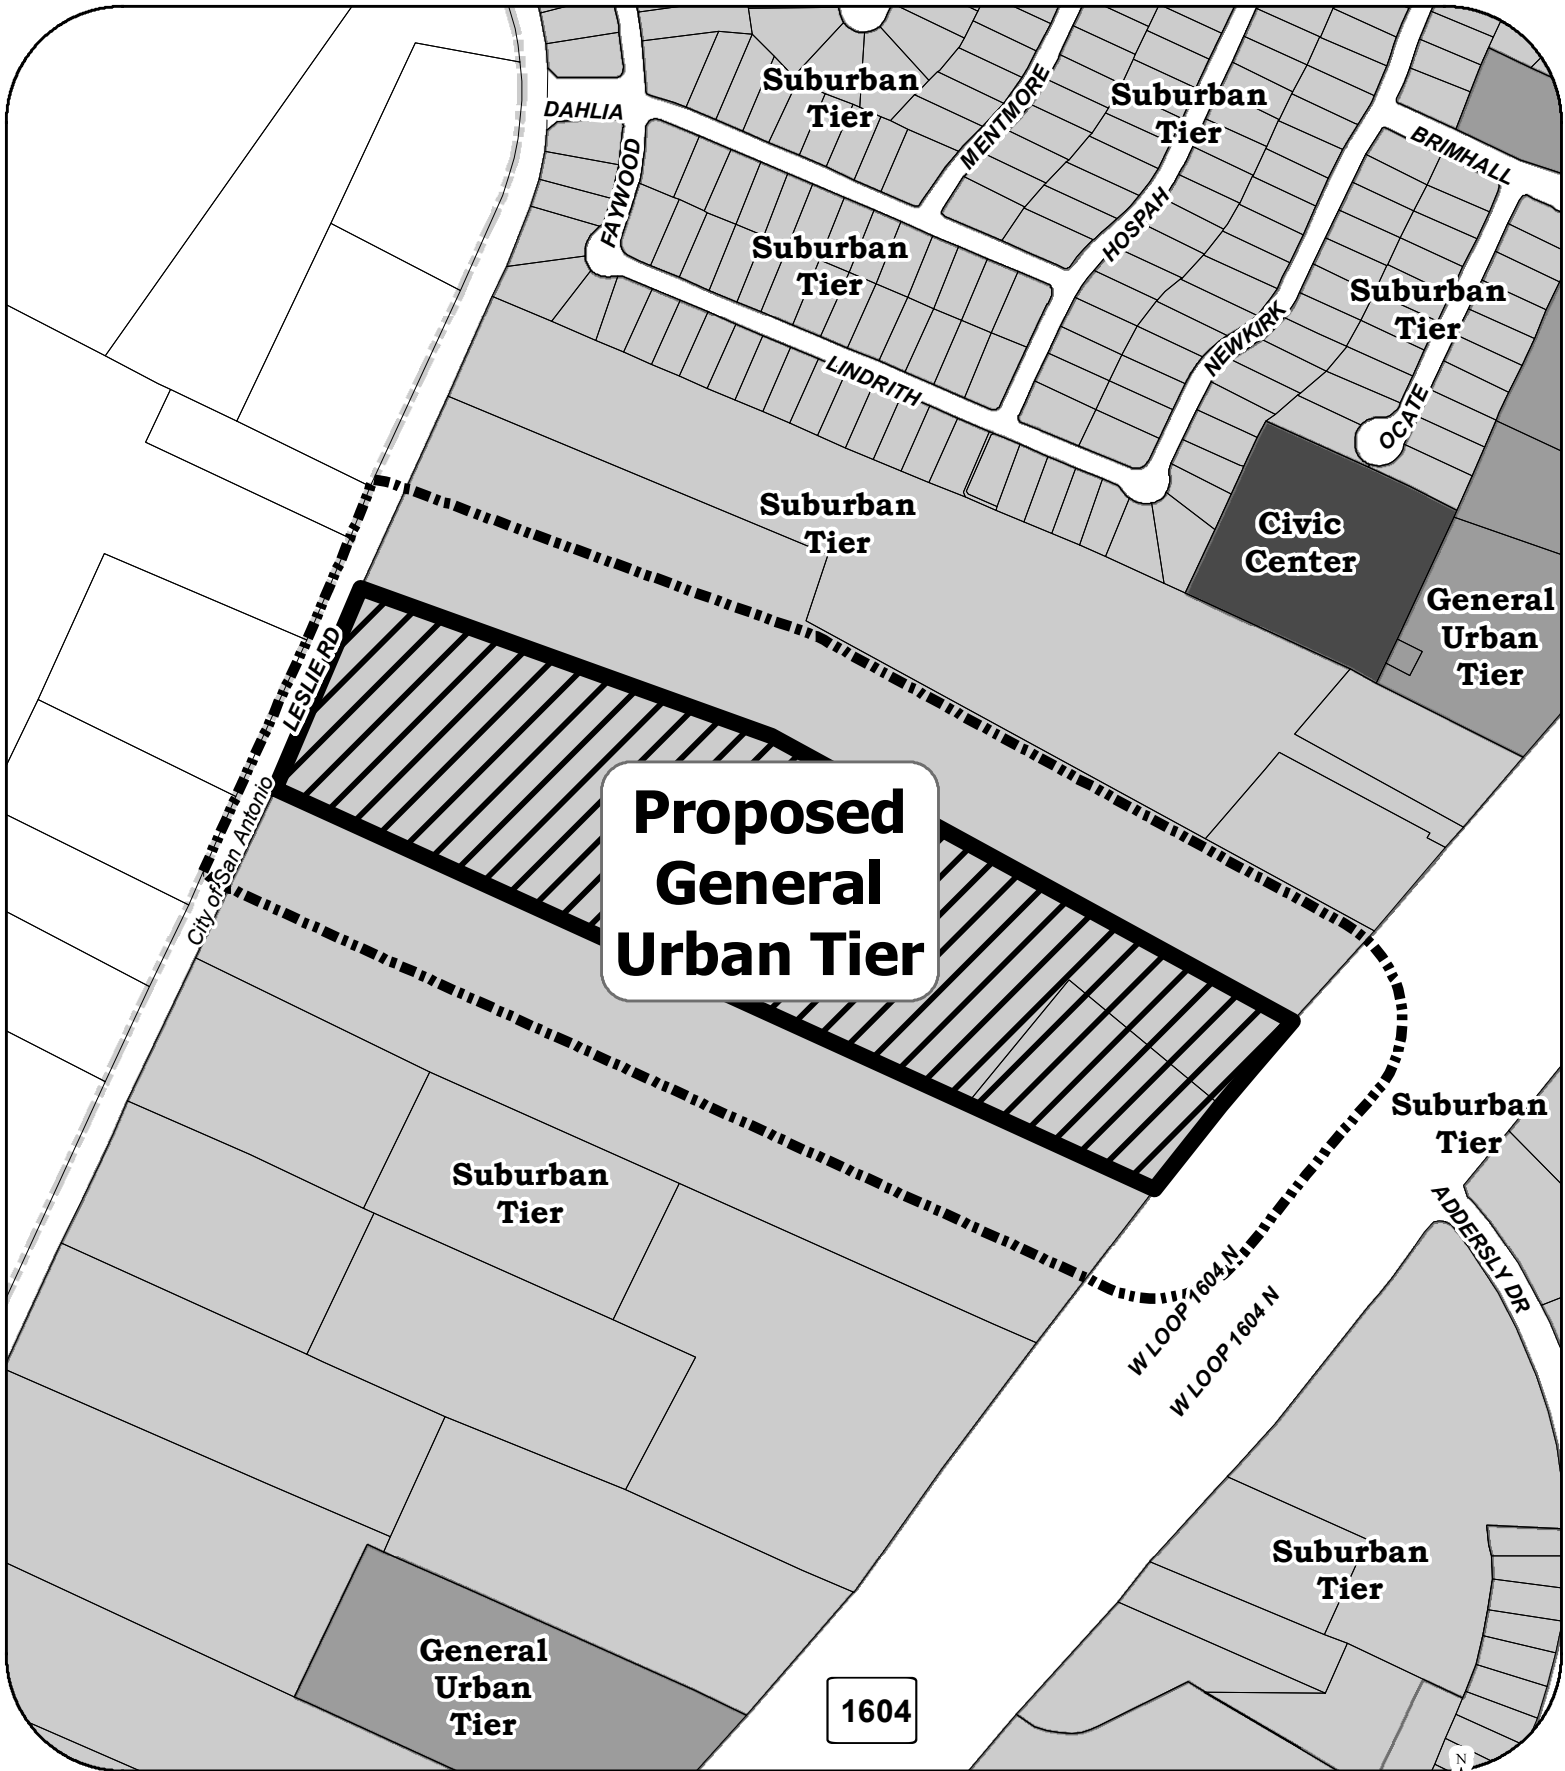 Suburban
Tier
Suburban
Tier
DAHLIA
MENTMORE
BRIMHALL
FAYWOOD
HOSPAH
Suburban
Tier
Suburban
Tier
NEWKIRK
LINDRITH
OCATE
Suburban
Tier
Civic
Center
General
Urban
Tier
LESLIE RD
Proposed
General
Urban Tier
City of San Antonio
Suburban
Tier
Suburban
Tier
ADDERSLY DR
W LOOP 1604 N
W LOOP 1604 N
Suburban
Tier
General
Urban
Tier
1604
N